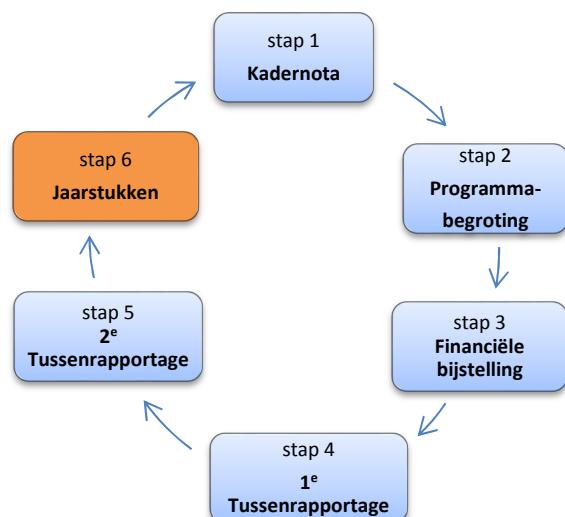 stap 1
Kadernota
stap 2
Programma-
begroting
stap 3
Financiële
bijstelling
stap 4
1e
Tussenrapportage
stap 5
2e
Tussenrapportage
stap 6
Jaarstukken